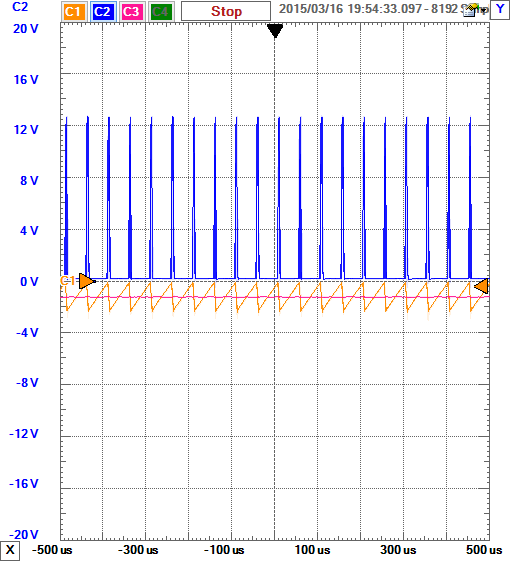 C2 C1 C2 C3 C4 Stop 2015/03/16 19:54:33.097 - 8192 Y
20 V
16 V
12 V
8 V
4 V
C1 0 V
-4 V
-8 V
-12 V
-16 V
-20 V
X -500 us -300 us -100 us 100 us 300 us 500 us